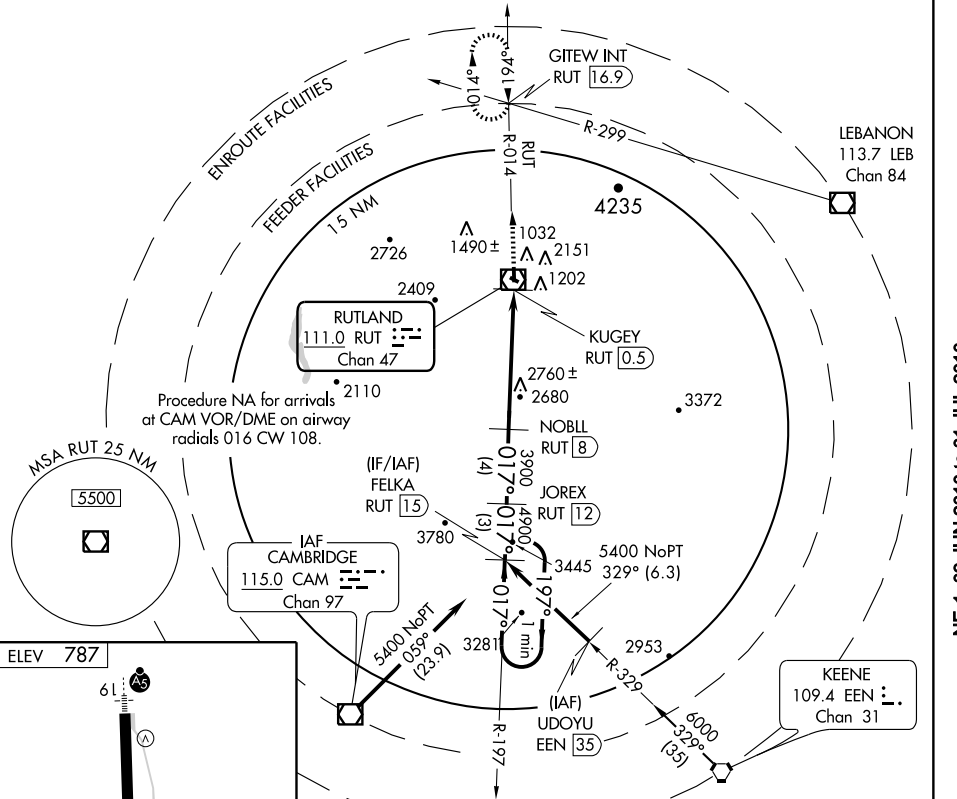 194°
014°
GITEW INT
RUT 16.9
R-299
RUT
R-014
ENROUTE FACILITIES
FEEDER FACILITIES
15 NM
LEBANON
113.7 LEB
Chan 84
4235
2726
1490±
1032
2151
1202
2409
RUTLAND
111.0 RUT
Chan 47
KUGEY
RUT 0.5
2110
2760±
2680
3372
Procedure NA for arrivals
at CAM VOR/DME on airway
radials 016 CW 108.
NOBLL
RUT 8
3900
017°
(4)
MSA RUT 25 NM
5500
(IF/IAF)
FELKA
RUT 15
JOREX
RUT 12
4900
017°
(3)
3780
3445
5400 NoPT
329° (6.3)
IAF
CAMBRIDGE
115.0 CAM
Chan 97
5400 NoPT
059°
(23.9)
017°
197°
1 min
3281
2953
R-329
(IAF)
UDOYU
EEN 35
R-197
6000
329°
(35)
KEENE
109.4 EEN
Chan 31
ELEV 787
19
A5